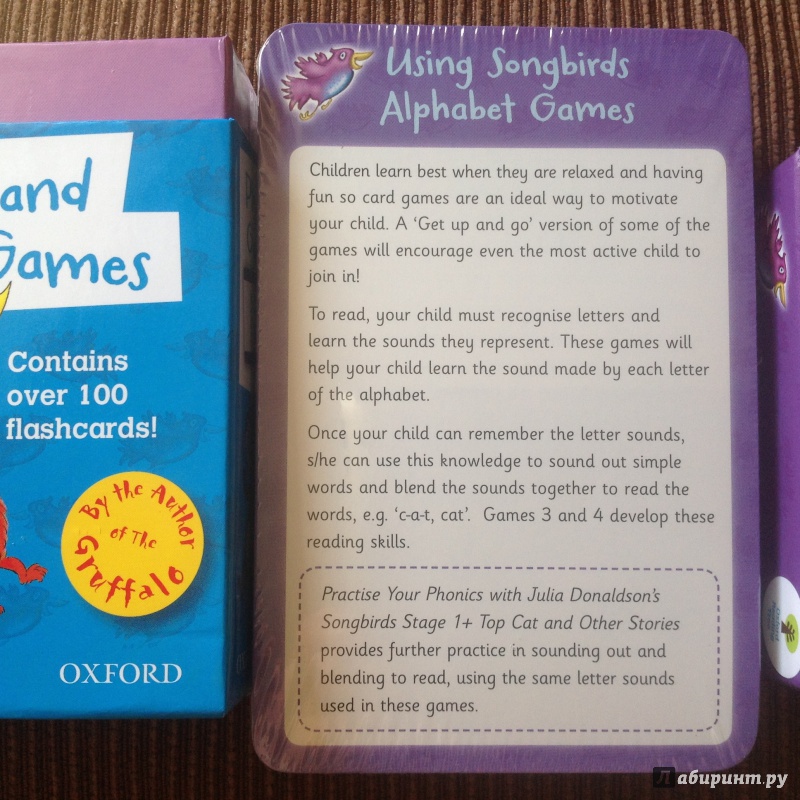 and
Games
Contains
over 100
flashcards!
By the Author
of The
Gruffalo
OXFORD
Using Songbirds
Alphabet Games
Children learn best when they are relaxed and having
fun so card games are an ideal way to motivate
your child. A ‘Get up and go’ version of some of the
games will encourage even the most active child to
join in!
To read, your child must recognise letters and
learn the sounds they represent. These games will
help your child learn the sound made by each letter
of the alphabet.
Once your child can remember the letter sounds,
s/he can use this knowledge to sound out simple
words and blend the sounds together to read the
words, e.g. ‘c-a-t, cat’. Games 3 and 4 develop these
reading skills.
Practise Your Phonics with Julia Donaldson's
Songbirds Stage 1+ Top Cat and Other Stories
provides further practice in sounding out and
blending to read, using the same letter sounds
used in these games.
Лабиринт.ру